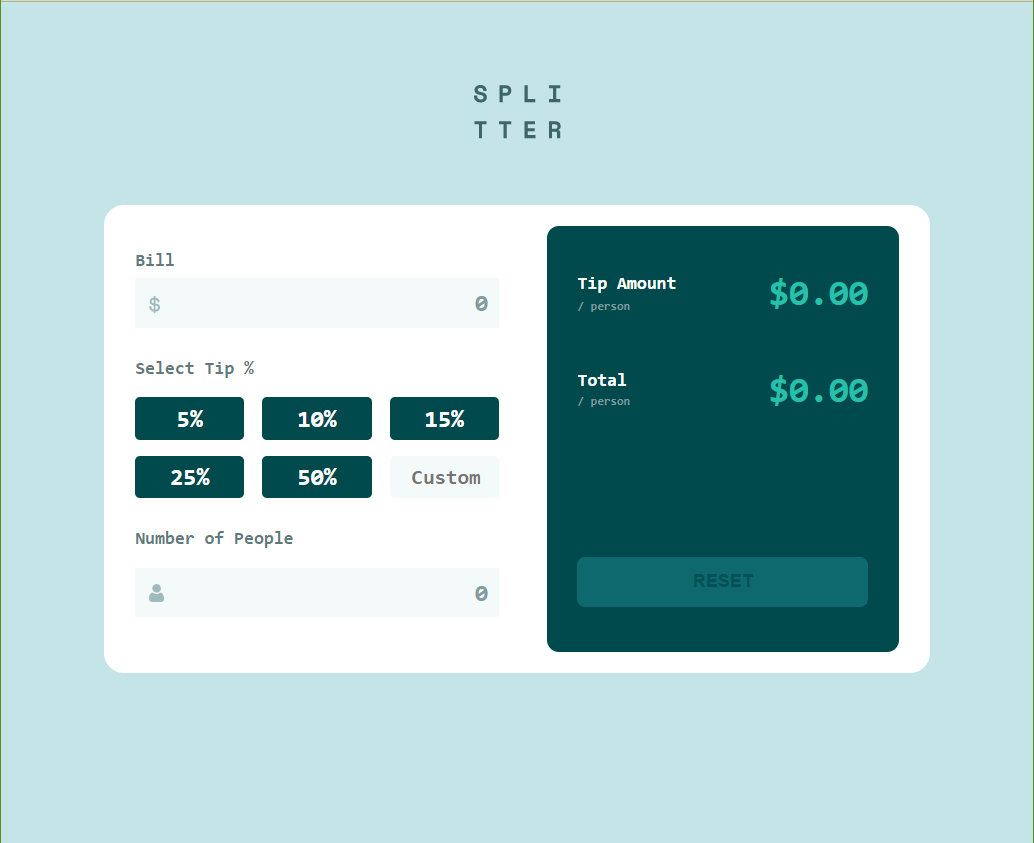 SPLI
TTER
Bill
$ 0
Select Tip %
5% 10% 15%
25% 50% Custom
Number of People
0
Tip Amount
/ person
$0.00
Total
/ person
$0.00
RESET